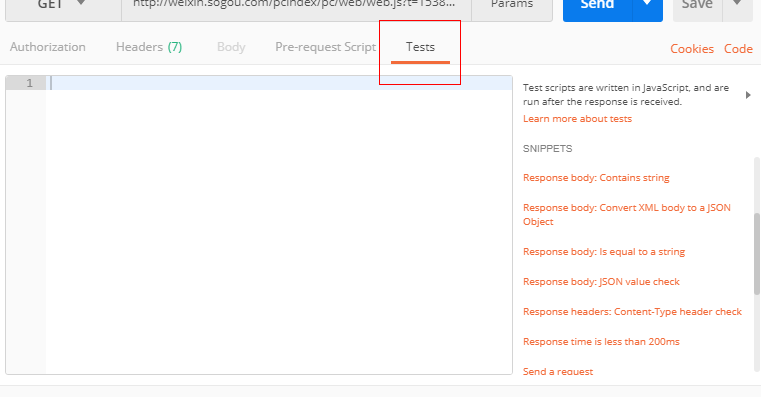 GET http://weixin.sogou.com/pcindex/pc/web/web.js?t=1538... Params Send Save
Authorization Headers (7) Body Pre-request Script Tests Cookies Code
1
Test scripts are written in JavaScript, and are
run after the response is received.
Learn more about tests
SNIPPETS
Response body: Contains string
Response body: Convert XML body to a JSON
Object
Response body: Is equal to a string
Response body: JSON value check
Response headers: Content-Type header check
Response time is less than 200ms
Send a request